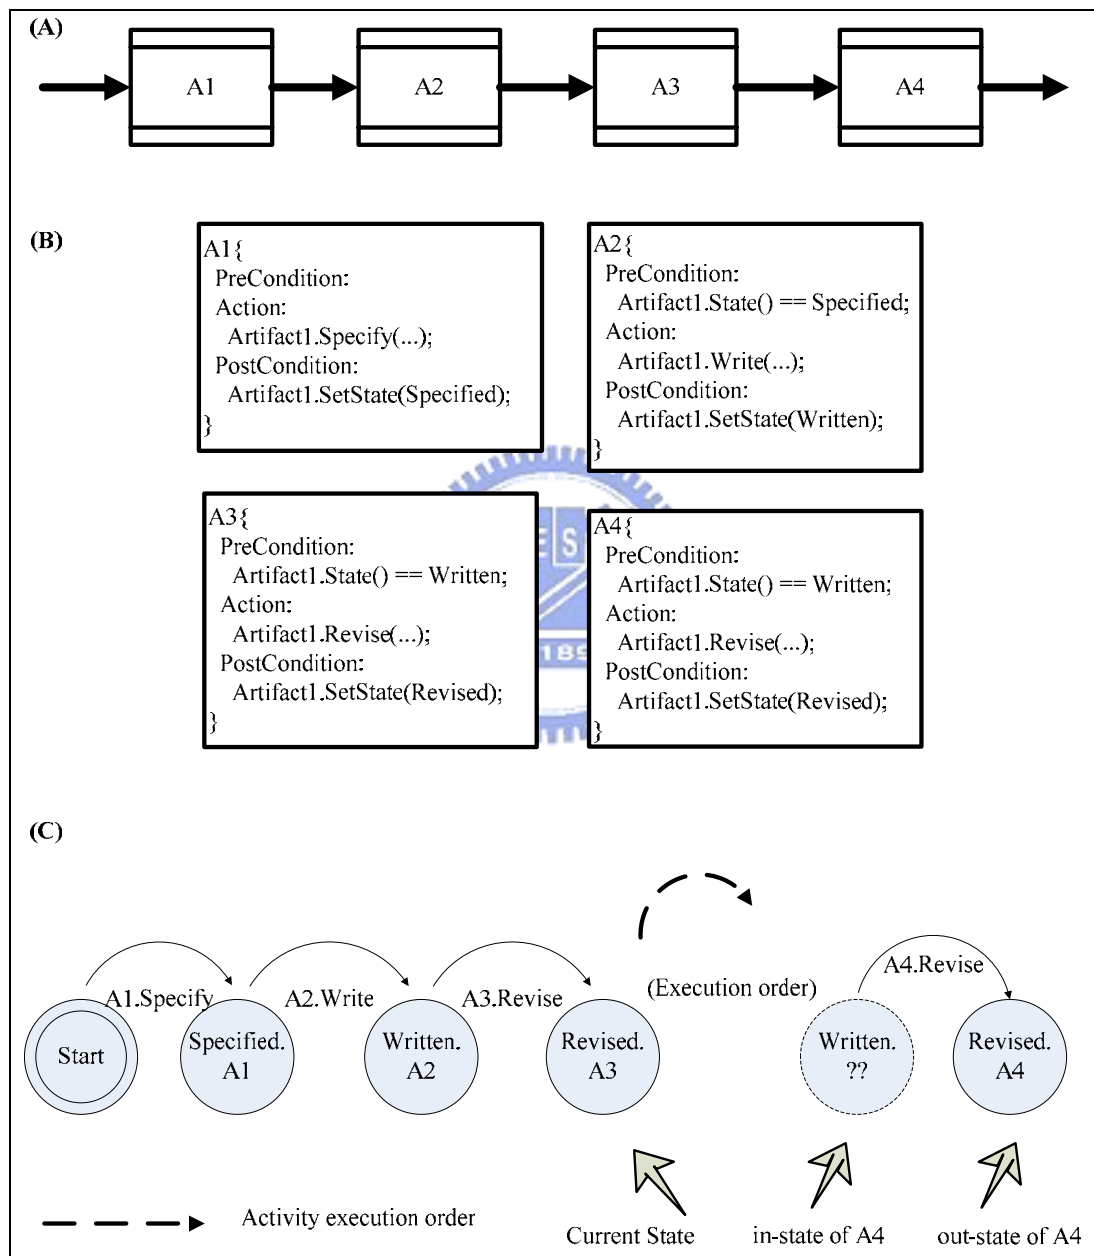 (A)
A1
A2
A3
A4
(B)
A1{
PreCondition:
Action:
Artifact1.Specify(...);
PostCondition:
Artifact1.SetState(Specified);
}
A2{
PreCondition:
Artifact1.State() == Specified;
Action:
Artifact1.Write(...);
PostCondition:
Artifact1.SetState(Written);
}
A3{
PreCondition:
Artifact1.State() == Written;
Action:
Artifact1.Revise(...);
PostCondition:
Artifact1.SetState(Revised);
}
A4{
PreCondition:
Artifact1.State() == Written;
Action:
Artifact1.Revise(...);
PostCondition:
Artifact1.SetState(Revised);
}
E S
189
(C)
A1.Specify
A2.Write
A3.Revise
(Execution order)
A4.Revise
Start
Specified.
A1
Written.
A2
Revised.
A3
Written.
??
Revised.
A4
Activity execution order
Current State
in-state of A4
out-state of A4